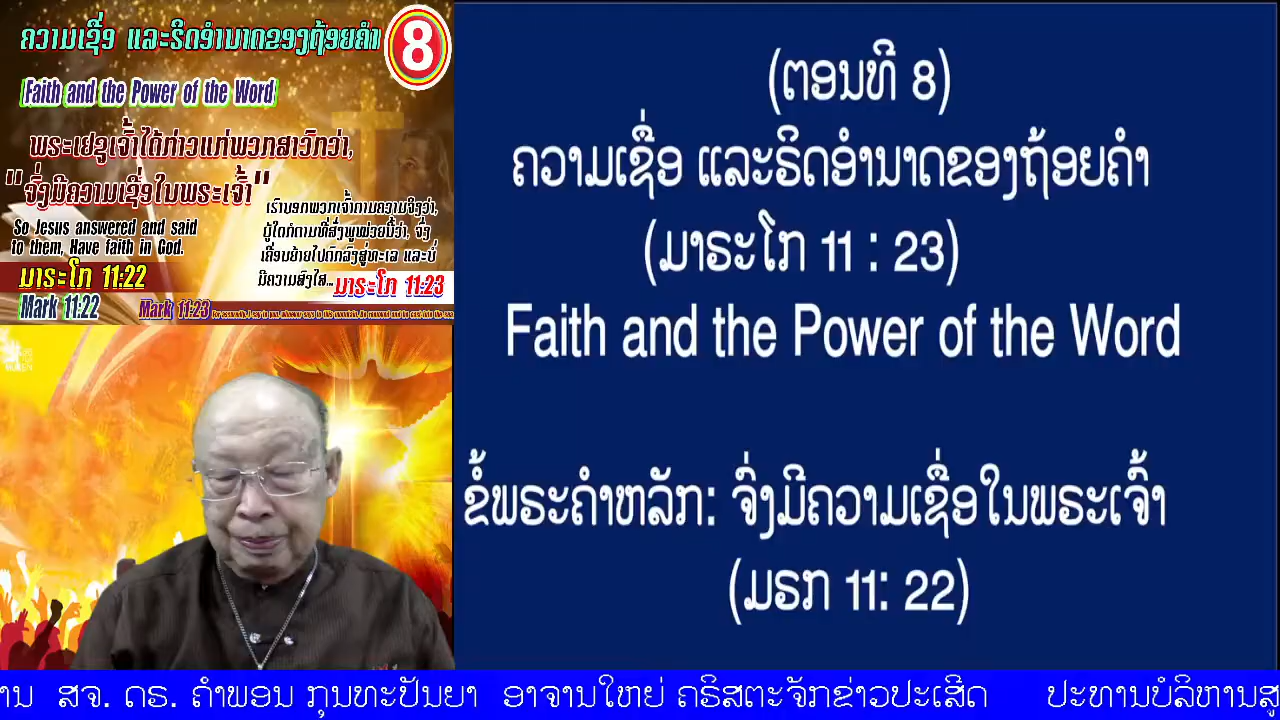 ຄວາມເຊື່ອ ແລະຣິດອຳນາດຂອງຖ້ອຍຄຳ
8
Faith and the Power of the Word
ພຣະເຢຊູເຈົ້າໄດ້ກ່າວແກ່ພວກສາວົກວ່າ,
"ຈົ່ງມີຄວາມເຊື່ອໃນພຣະເຈົ້າ"
So Jesus answered and said
to them, Have faith in God.
ມາຣະໂກ 11:22
Mark 11:22
ເຮົາບອກພວກເຈົ້າຕາມຄວາມຈິງວ່າ,
ຜູ້ໃດກໍຕາມທີ່ສັ່ງພູໜ່ວຍນີ້ວ່າ, ຈົ່ງ
ເຄື່ອນຍ້າຍໄປຕົກລົງສູ່ທະເລ ແລະບໍ່
ມີຄວາມສົງໄສ... ມາຣະໂກ 11:23
Mark 11:23
(ຕອນທີ 8)
ຄວາມເຊື່ອ ແລະຣິດອຳນາດຂອງຖ້ອຍຄຳ
(ມາຣະໂກ 11 : 23)
Faith and the Power of the Word
ຂໍ້ພຣະຄຳຫລັກ: ຈົ່ງມີຄວາມເຊື່ອໃນພຣະເຈົ້າ
(ມຣກ 11: 22)
ານ ສຈ. ດຣ. ຄຳພອນ ກຸນທະປັນຍາ ອາຈານໃຫຍ່ ຄຣິສຕະຈັກຂ່າວປະເສີດ ປະທານບໍລິຫານສູ